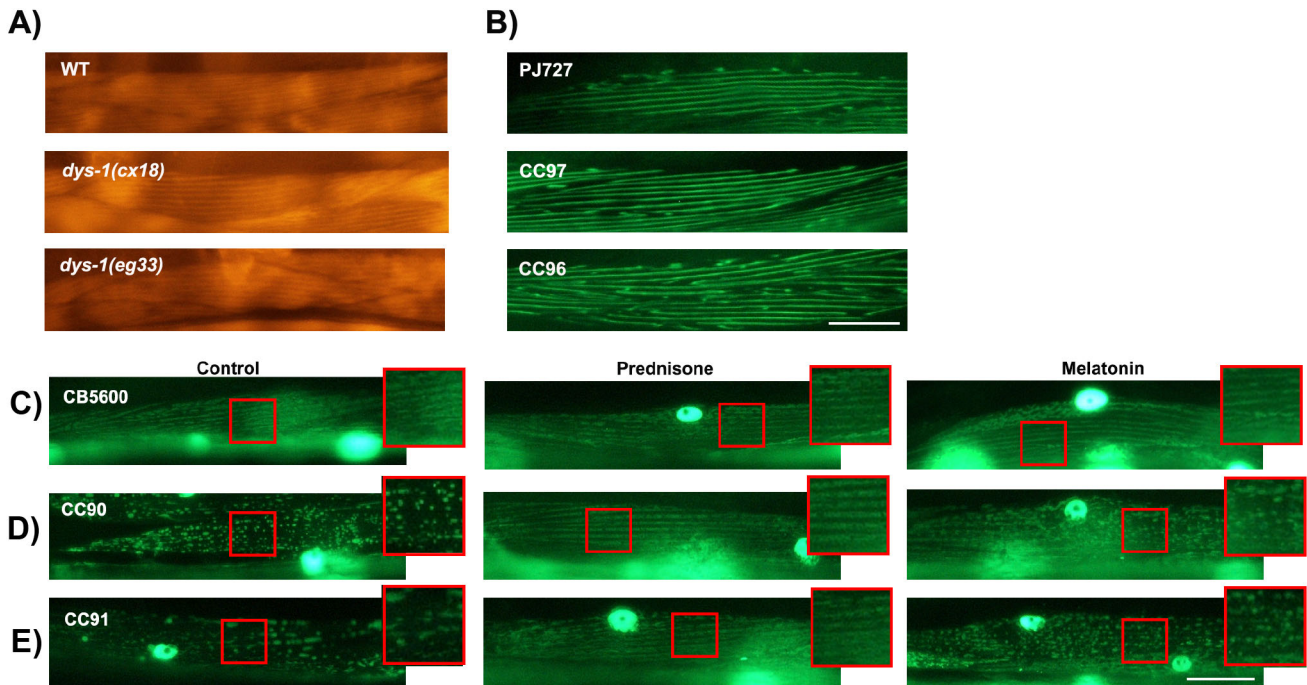 A)
B)
WT
PJ727
dys-1(cx18)
CC97
dys-1(eg33)
CC96
Control
Prednisone
Melatonin
C)
CB5600
D)
CC90
E)
CC91